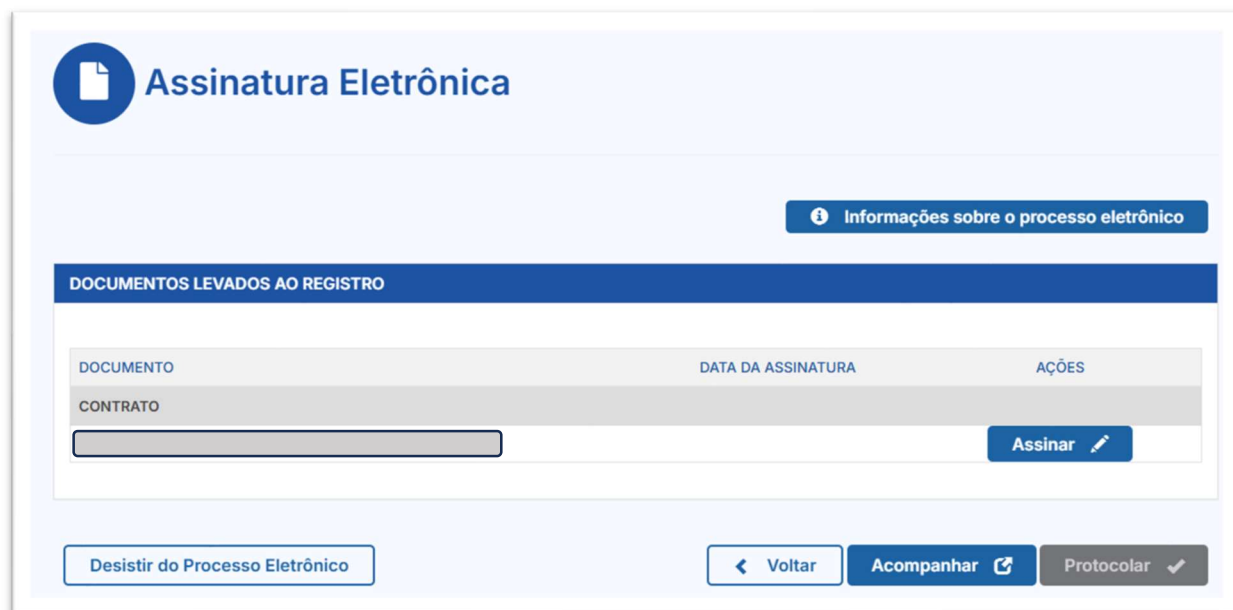 Assinatura Eletrônica
Informações sobre o processo eletrônico
DOCUMENTOS LEVADOS AO REGISTRO
DOCUMENTO DATA DA ASSINATURA AÇÕES
CONTRATO
Assinar
Desistir do Processo Eletrônico Voltar Acompanhar Protocolar